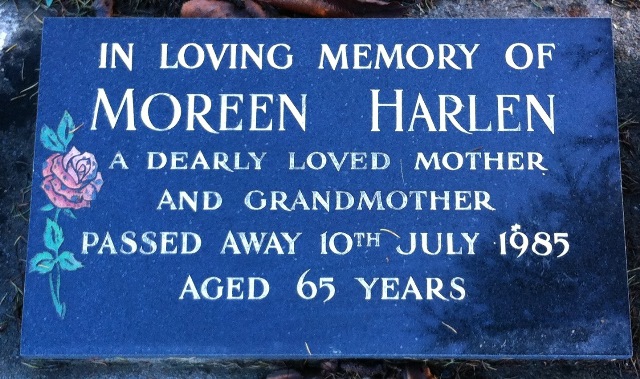 IN LOVING MEMORY OF
MOREEN HARLEN
A DEARLY LOVED MOTHER
AND GRANDMOTHER
PASSED AWAY 10TH JULY 1985
AGED 65 YEARS